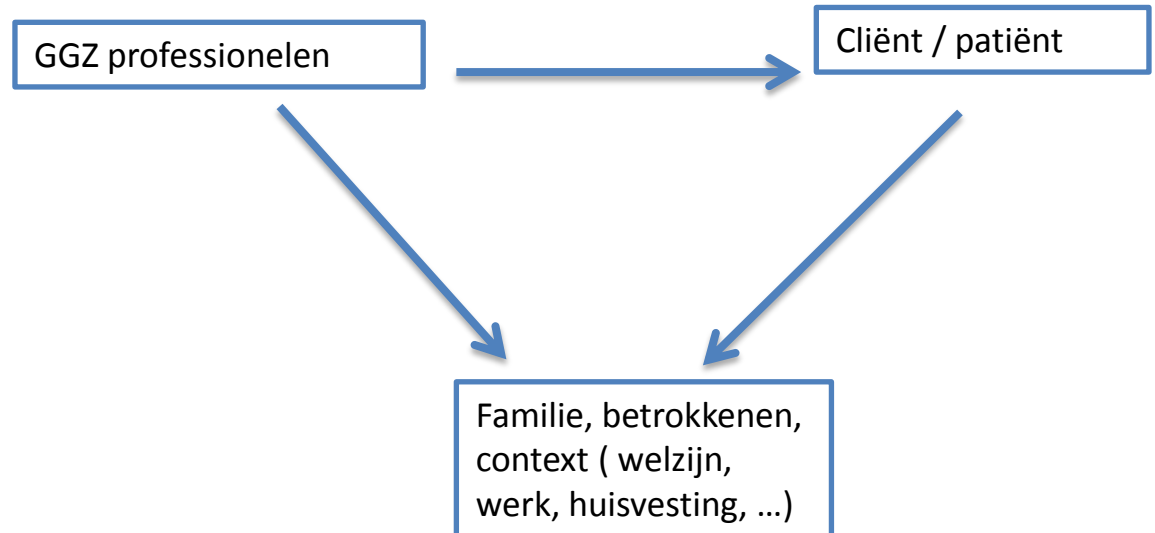 GGZ professionelen
Cliënt / patiënt
Familie, betrokkenen,
context ( welzijn,
werk, huisvesting, ...)